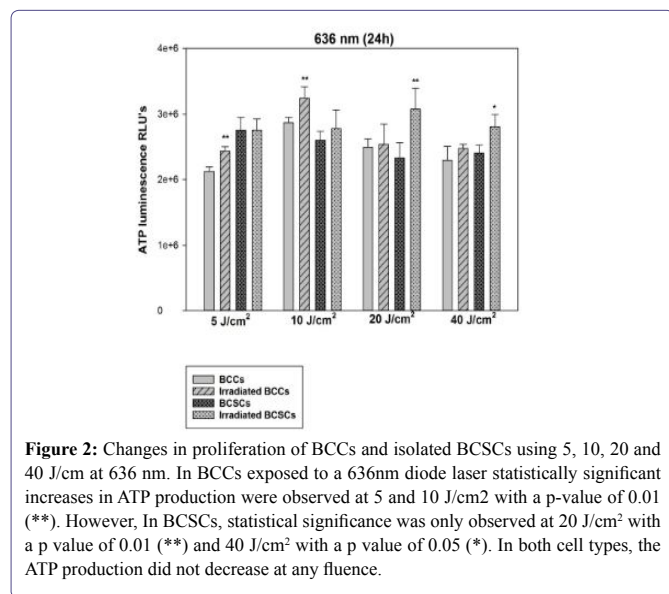 636 nm (24h)
4e+6
3e+6
2e+6
1e+6
0
ATP luminescence RLU's
** ** ** *
5 J/cm² 10 J/cm² 20 J/cm² 40 J/cm²
BCCs
Irradiated BCCs
BCSCs
Irradiated BCSCs
Figure 2: Changes in proliferation of BCCs and isolated BCSCs using 5, 10, 20 and
40 J/cm at 636 nm. In BCCs exposed to a 636nm diode laser statistically significant
increases in ATP production were observed at 5 and 10 J/cm2 with a p-value of 0.01
(**). However, In BCSCs, statistical significance was only observed at 20 J/cm² with
a p value of 0.01 (**) and 40 J/cm² with a p value of 0.05 (*). In both cell types, the
ATP production did not decrease at any fluence.